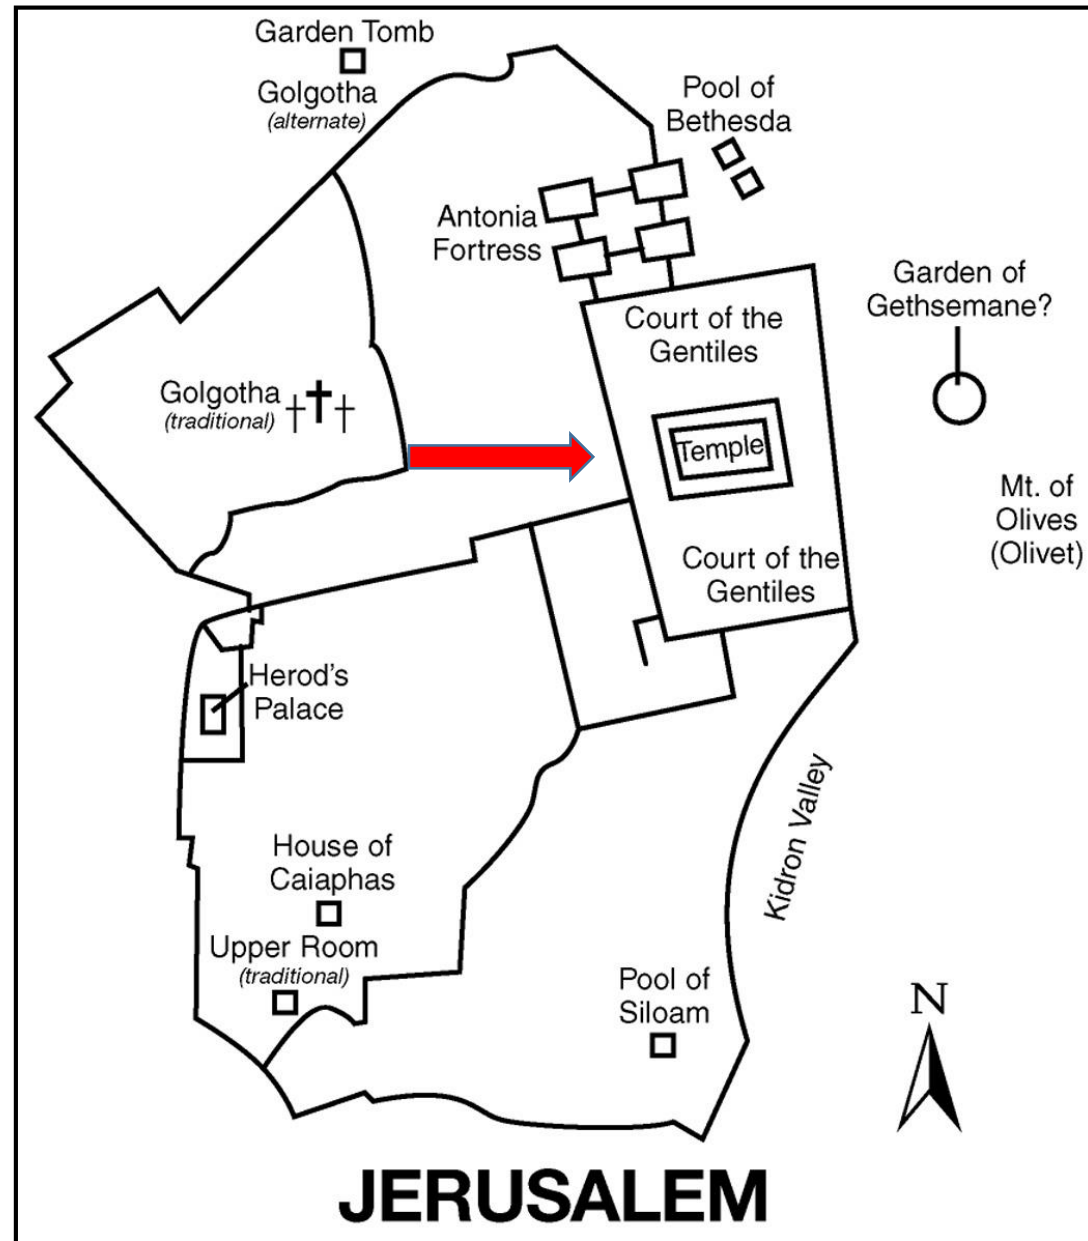 Garden Tomb
Golgotha
(alternate)
Pool of
Bethesda
Antonia
Fortress
Garden of
Gethsemane?
Court of the
Gentiles
Golgotha
(traditional)
Temple
Mt. of
Olives
(Olivet)
Court of the
Gentiles
Herod's
Palace
Kidron Valley
House of
Caiaphas
Upper Room
(traditional)
Pool of
Siloam
N
JERUSALEM